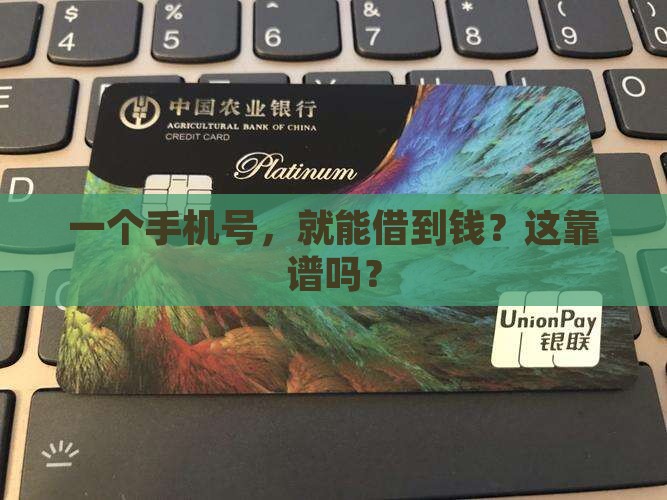 $ % ^ & * (
4 5 6 7 8 9
E
O
中国农业银行
AGRICULTURAL BANK OF CHINA
CREDIT CARD
Platinum
D
一个手机号，就能借到钱？这靠
谱吗？
UnionPay
银联